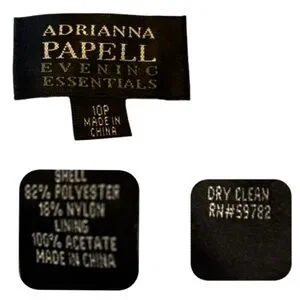 ADRIANNA
PAPELL
EVENING
ESSENTIALS
10P
MADE IN
CHINA
SHELL
82% POLYESTER
18% NYLON
LINING
100% ACETATE
MADE IN CHINA
DRY CLEAN
RN#59782